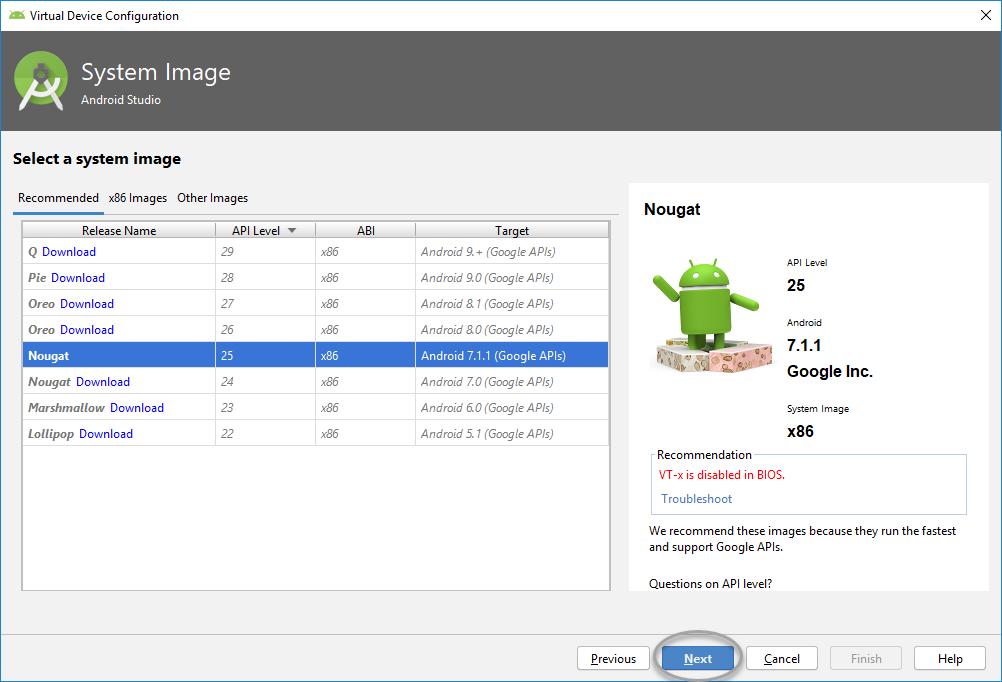 Virtual Device Configuration
System Image
Android Studio
Select a system image
Recommended x86 Images Other Images
Release Name API Level ABI Target
Q Download 29 x86 Android 9.+ (Google APIs)
Pie Download 28 x86 Android 9.0 (Google APIs)
Oreo Download 27 x86 Android 8.1 (Google APIs)
Oreo Download 26 x86 Android 8.0 (Google APIs)
Nougat 25 x86 Android 7.1.1 (Google APIs)
Nougat Download 24 x86 Android 7.0 (Google APIs)
Marshmallow Download 23 x86 Android 6.0 (Google APIs)
Lollipop Download 22 x86 Android 5.1 (Google APIs)
Nougat
API Level
25
Android
7.1.1
Google Inc.
System Image
x86
Recommendation
VT-x is disabled in BIOS.
Troubleshoot
We recommend these images because they run the fastest
and support Google APIs.
Questions on API level?
Previous Next Cancel Finish Help